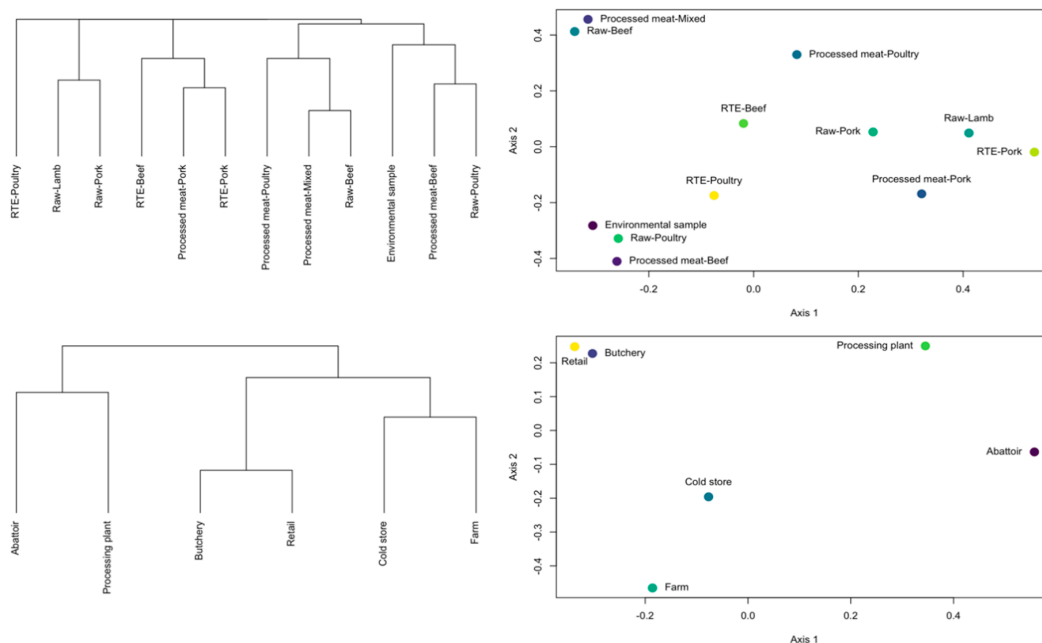 RTE-Poultry
Raw-Lamb
Raw-Pork
RTE-Beef
Processed meat-Pork
RTE-Pork
Processed meat-Poultry
Processed meat-Mixed
Raw-Beef
Environmental sample
Processed meat-Beef
Raw-Poultry
Axis 2
0.4
0.2
0.0
-0.2
-0.4
Processed meat-Mixed
Raw-Beef
Processed meat-Poultry
RTE-Beef
Raw-Pork
Raw-Lamb
RTE-Pork
RTE-Poultry
Processed meat-Pork
Environmental sample
Raw-Poultry
Processed meat-Beef
-0.2
0.0
0.2
0.4
Axis 1
Abattoir
Processing plant
Butchery
Retail
Cold store
Farm
Axis 2
0.2
0.1
0.0
-0.1
-0.2
-0.3
-0.4
Retail
Butchery
Processing plant
Abattoir
Cold store
Farm
-0.2
0.0
0.2
0.4
Axis 1